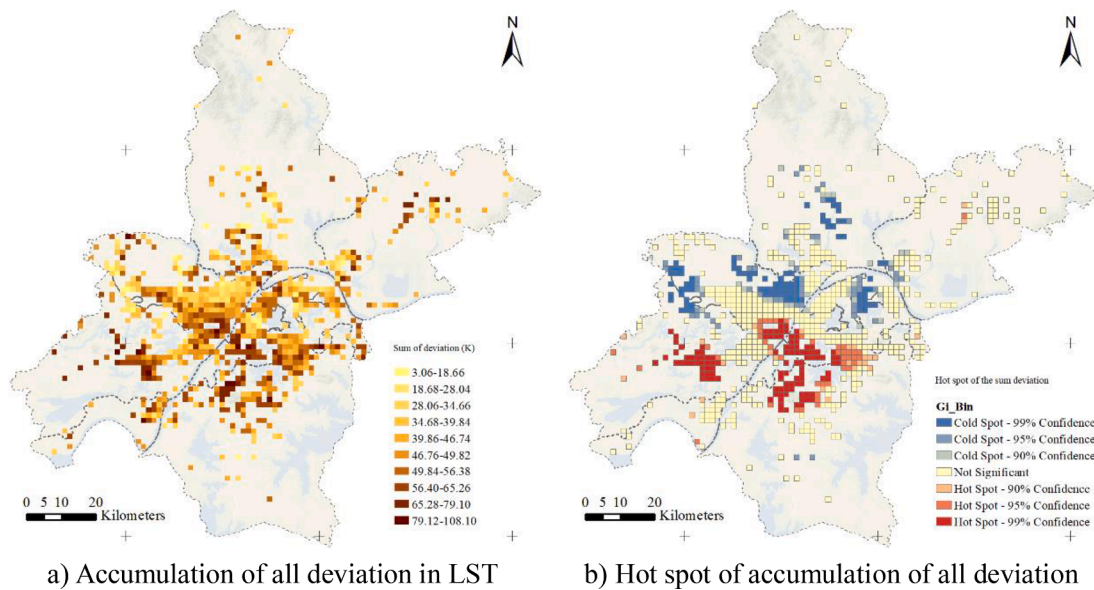 N
Sum of deviation (K)
3.06-18.66
18.68-28.04
28.06-34.66
34.68-39.84
39.86-46.74
46.76-49.82
49.84-56.38
56.40-65.26
65.28-79.10
79.12-108.10
0 5 10 20
Kilometers
a) Accumulation of all deviation in LST
N
Hot spot of the sum deviation
Gi_Bin
Cold Spot - 99% Confidence
Cold Spot - 95% Confidence
Cold Spot - 90% Confidence
Not Significant
Hot Spot - 90% Confidence
Hot Spot - 95% Confidence
Hot Spot - 99% Confidence
0 5 10 20
Kilometers
b) Hot spot of accumulation of all deviation